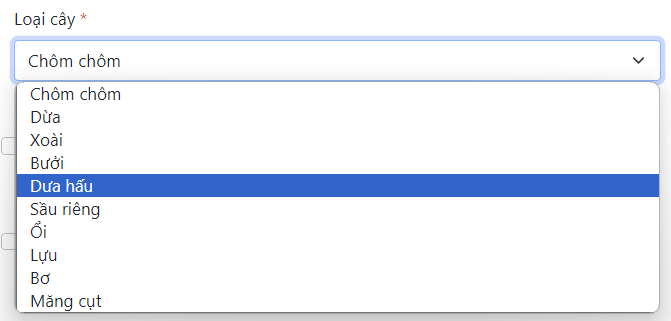 Loại cây *
Chôm chôm
Chôm chôm
Dừa
Xoài
Bưởi
Dưa hấu
Sầu riêng
Ổi
Lựu
Bơ
Măng cụt